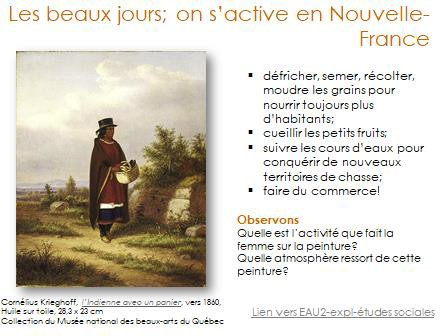 Les beaux jours; on s’active en Nouvelle-
France
▪ défricher, semer, récolter,
moudre les grains pour
nourrir toujours plus
d’habitants;
▪ cueillir les petits fruits;
▪ suivre les cours d’eaux pour
conquérir de nouveaux
territoires de chasse;
▪ faire du commerce!
Observons
Quelle est l’activité que fait la
femme sur la peinture?
Quelle atmosphère ressort de cette
peinture?
Cornélius Krieghoff, l’Indienne avec un panier, vers 1860,
Huile sur toile, 28,3 x 23 cm
Collection du Musée national des beaux-arts du Québec
Lien vers EAU2-expl-études sociales